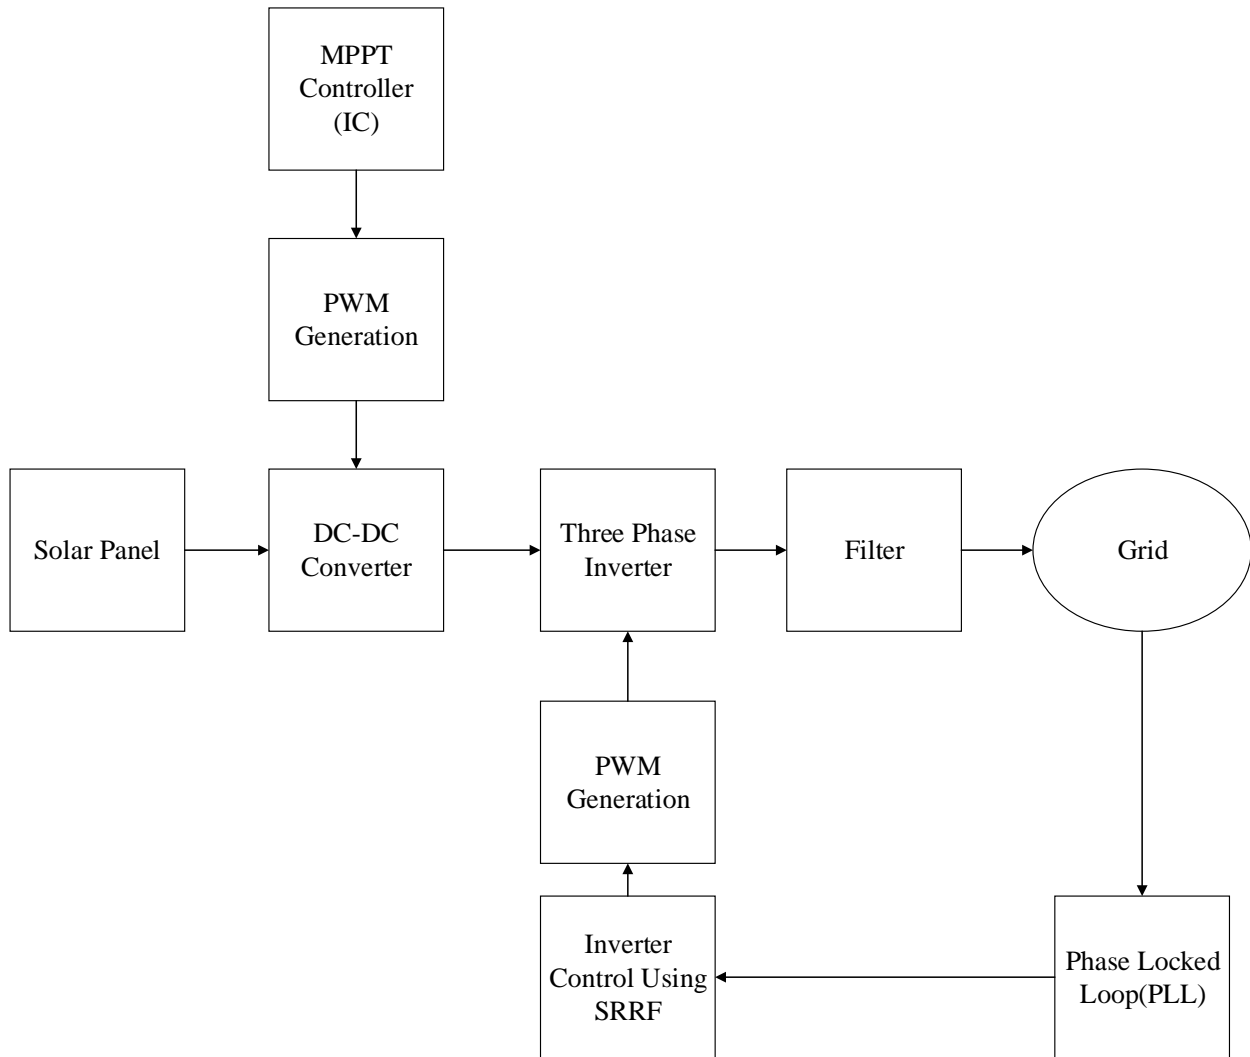 MPPT
Controller
(IC)
PWM
Generation
Solar Panel
DC-DC
Converter
Three Phase
Inverter
Filter
Grid
PWM
Generation
Inverter
Control Using
SRRF
Phase Locked
Loop(PLL)